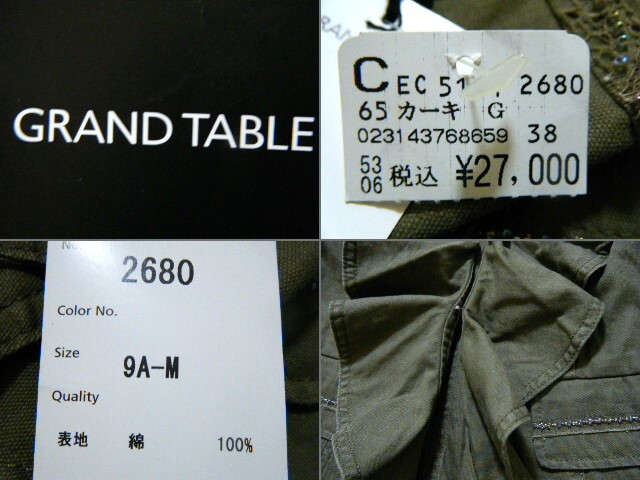 GRAND TABLE
C EC 51 2680
65 カーキ G
023143768659 38
53
06 税込 ¥27,000
2680
Color No.
Size
9A-M
Quality
表地 綿 100%